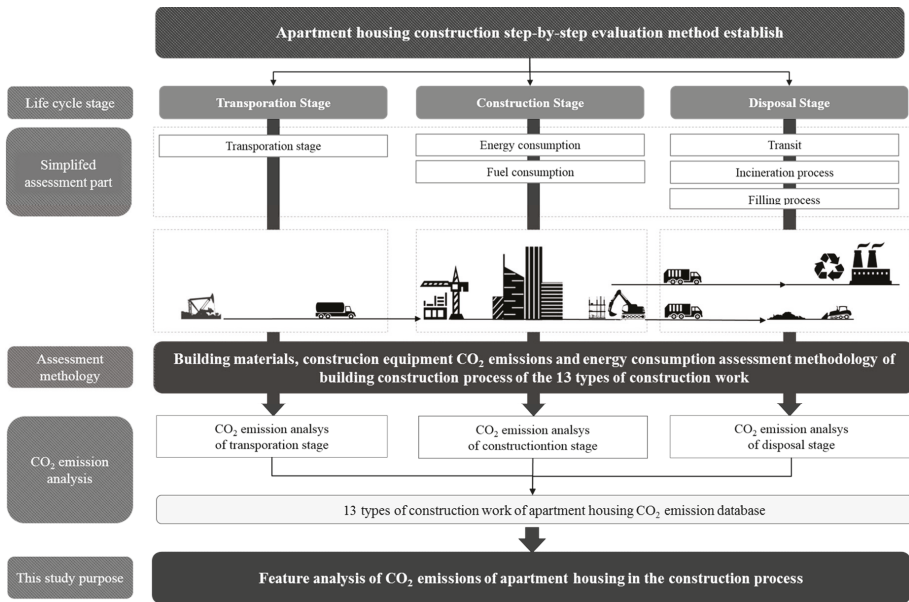 Apartment housing construction step-by-step evaluation method establish
Life cycle stage
Transporation Stage
Construction Stage
Disposal Stage
Simplifed
assessment part
Transporation stage
Energy consumption
Fuel consumption
Transit
Incineration process
Filling process
Assessment
methology
Building materials, construcion equipment CO₂ emissions and energy consumption assessment methodology of
building construction process of the 13 types of construction work
CO₂ emission
analysis
CO₂ emission analsys
of transporation stage
CO₂ emission analsys
of constructiontion stage
CO₂ emission analsys
of disposal stage
13 types of construction work of apartment housing CO₂ emission database
This study purpose
Feature analysis of CO₂ emissions of apartment housing in the construction process